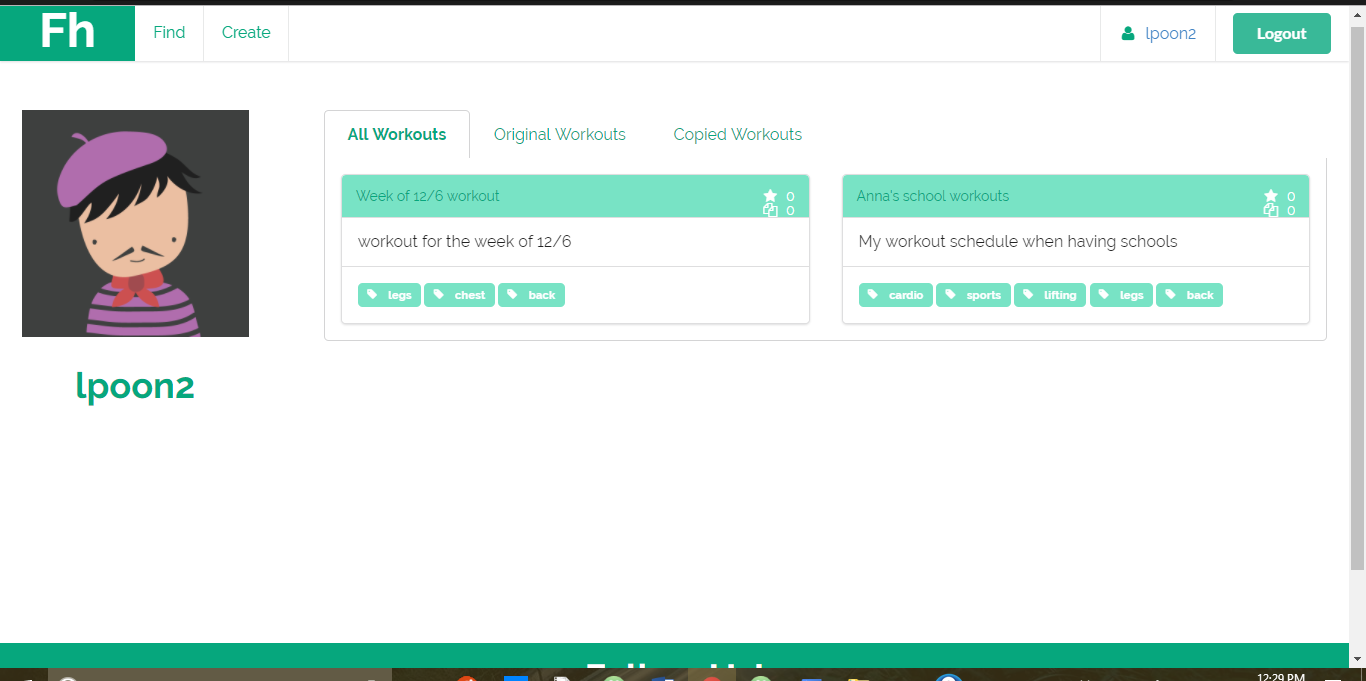 Fh
Find
Create
lpoon2
Logout
All Workouts
Original Workouts
Copied Workouts
Week of 12/6 workout
0
0
workout for the week of 12/6
legs
chest
back
Anna's school workouts
0
0
My workout schedule when having schools
cardio
sports
lifting
legs
back
lpoon2
12:29 PM